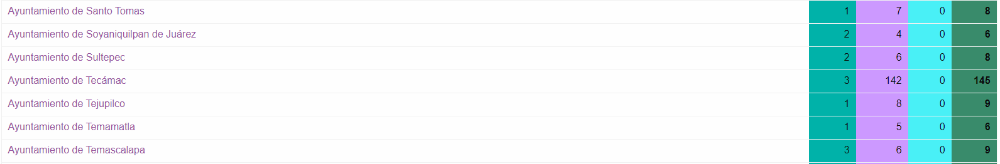 Ayuntamiento de Santo Tomas 1 7 0 8
Ayuntamiento de Soyaniquilpan de Juárez 2 4 0 6
Ayuntamiento de Sultepec 2 6 0 8
Ayuntamiento de Tecámac 3 142 0 145
Ayuntamiento de Tejupilco 1 8 0 9
Ayuntamiento de Temamatla 1 5 0 6
Ayuntamiento de Temascalapa 3 6 0 9